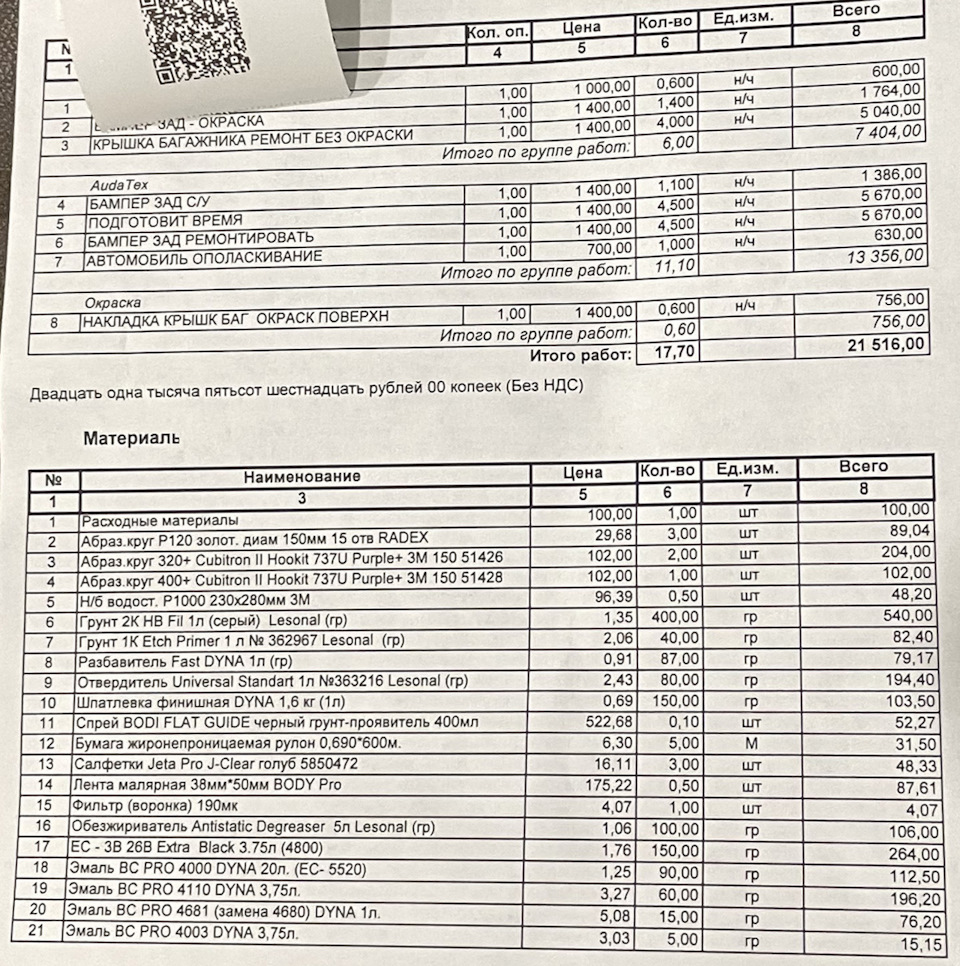 № Кол. оп. Цена Кол-во Ед.изм. Всего
1 4 5 6 7 8
1 1,00 1 000,00 0,600 н/ч 600,00
2 ЗАД - ОКРАСКА 1,00 1 400,00 1,400 н/ч 1 764,00
3 КРЫШКА БАГАЖНИКА РЕМОНТ БЕЗ ОКРАСКИ 1,00 1 400,00 4,000 н/ч 5 040,00
Итого по группе работ: 6,00 7 404,00
AudaTex
4 БАМПЕР ЗАД С/У 1,00 1 400,00 1,100 н/ч 1 386,00
5 ПОДГОТОВИТ ВРЕМЯ 1,00 1 400,00 4,500 н/ч 5 670,00
6 БАМПЕР ЗАД РЕМОНТИРОВАТЬ 1,00 1 400,00 4,500 н/ч 5 670,00
7 АВТОМОБИЛЬ ОПОЛАСКИВАНИЕ 1,00 700,00 1,000 н/ч 630,00
Итого по группе работ: 11,10 13 356,00
Окраска
8 НАКЛАДКА КРЫШК БАГ ОКРАСК ПОВЕРХН 1,00 1 400,00 0,600 н/ч 756,00
Итого по группе работ: 0,60 756,00
Итого работ: 17,70 21 516,00
Двадцать одна тысяча пятьсот шестнадцать рублей 00 копеек (Без НДС)
Материалы
№ Наименование Цена Кол-во Ед.изм. Всего
1 3 5 6 7 8
1 Расходные материалы 100,00 1,00 шт 100,00
2 Абраз.круг P120 золот. диам 150мм 15 отв RADEX 29,68 3,00 шт 89,04
3 Абраз.круг 320+ Cubitron II Hookit 737U Purple+ 3M 150 51426 102,00 2,00 шт 204,00
4 Абраз.круг 400+ Cubitron II Hookit 737U Purple+ 3M 150 51428 102,00 1,00 шт 102,00
5 Н/б водост. P1000 230х280мм 3М 96,39 0,50 шт 48,20
6 Грунт 2К HB Fil 1л (серый) Lesonal (гр) 1,35 400,00 гр 540,00
7 Грунт 1К Etch Primer 1 л № 362967 Lesonal (гр) 2,06 40,00 гр 82,40
8 Разбавитель Fast DYNA 1л (гр) 0,91 87,00 гр 79,17
9 Отвердитель Universal Standart 1л №363216 Lesonal (гр) 2,43 80,00 гр 194,40
10 Шпатлевка финишная DYNA 1,6 кг (1л) 0,69 150,00 гр 103,50
11 Спрей BODI FLAT GUIDE черный грунт-проявитель 400мл 522,68 0,10 шт 52,27
12 Бумага жиронепроницаемая рулон 0,690*600м. 6,30 5,00 М 31,50
13 Салфетки Jeta Pro J-Clear голуб 5850472 16,11 3,00 шт 48,33
14 Лента малярная 38мм*50мм BODY Pro 175,22 0,50 шт 87,61
15 Фильтр (воронка) 190мк 4,07 1,00 шт 4,07
16 Обезжириватель Antistatic Degreaser 5л Lesonal (гр) 1,06 100,00 гр 106,00
17 EC - 3B 26B Extra Black 3.75л (4800) 1,76 150,00 гр 264,00
18 Эмаль BC PRO 4000 DYNA 20л. (EC- 5520) 1,25 90,00 гр 112,50
19 Эмаль BC PRO 4110 DYNA 3,75л. 3,27 60,00 гр 196,20
20 Эмаль BC PRO 4681 (замена 4680) DYNA 1л. 5,08 15,00 гр 76,20
21 Эмаль BC PRO 4003 DYNA 3,75л. 3,03 5,00 гр 15,15